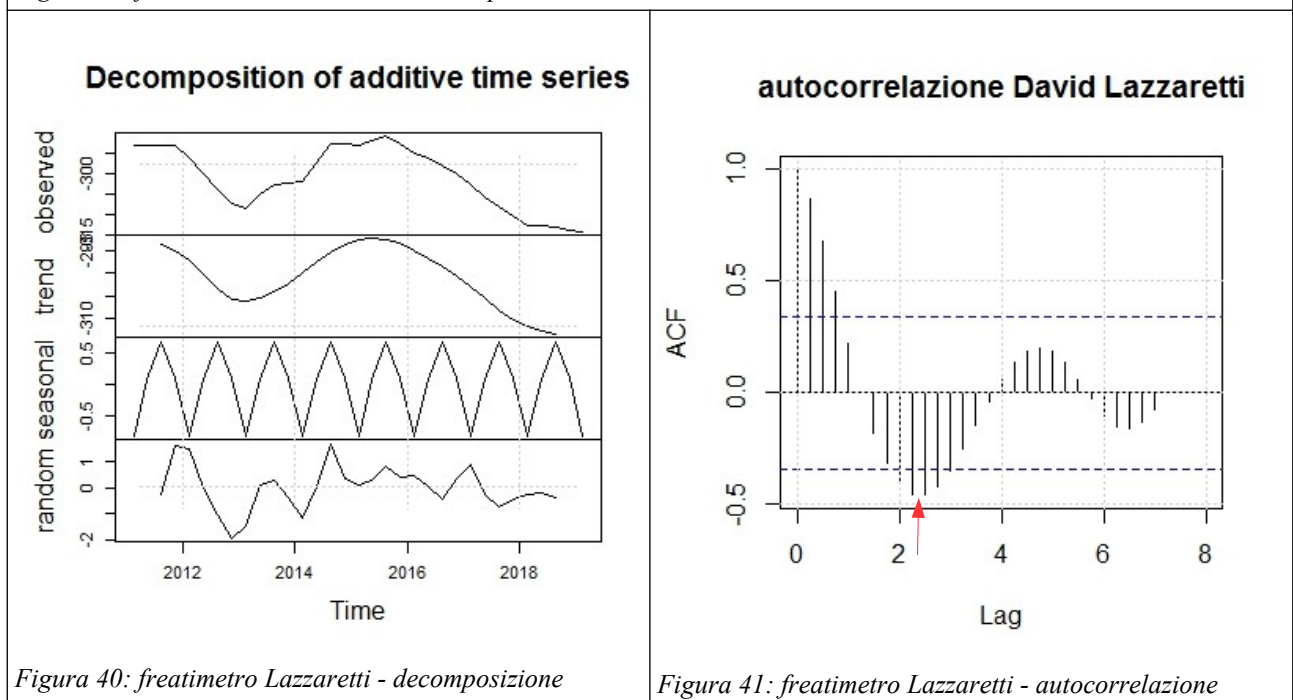 Decomposition of additive time series
observed
-300
trend
-310
seasonal
0.5
-0.5
random
1
0
-2
2012 2014 2016 2018
Time
Figura 40: freatimetro Lazzaretti - decomposizione
autocorrelazione David Lazzaretti
ACF
1.0
0.5
0.0
-0.5
0 2 4 6 8
Lag
Figura 41: freatimetro Lazzaretti - autocorrelazione